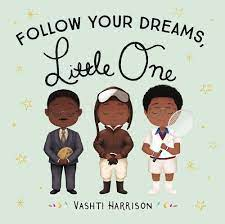 FOLLOW YOUR DREAMS,
Little One
VASHTI HARRISON